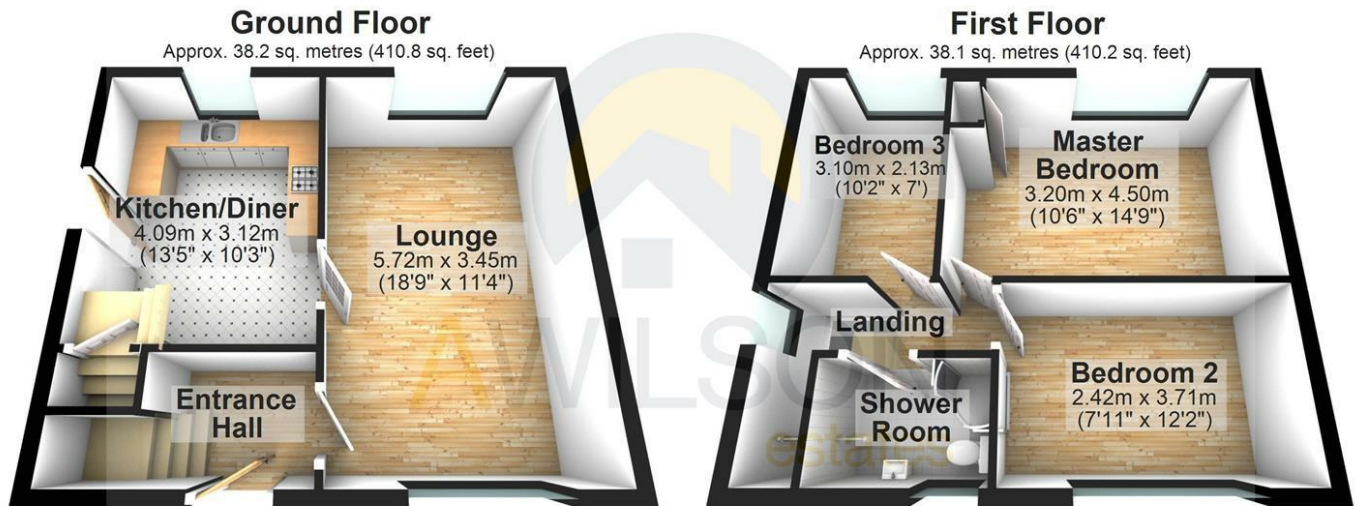 Ground Floor
Approx. 38.2 sq. metres (410.8 sq. feet)
Kitchen/Diner
4.09m x 3.12m
(13'5" x 10'3")
Lounge
5.72m x 3.45m
(18'9" x 11'4")
Entrance
Hall
First Floor
Approx. 38.1 sq. metres (410.2 sq. feet)
Bedroom 3
3.10m x 2.13m
(10'2" x 7')
Master
Bedroom
3.20m x 4.50m
(10'6" x 14'9")
Landing
Shower
Room
Bedroom 2
2.42m x 3.71m
(7'11" x 12'2")
AWILSON
estates